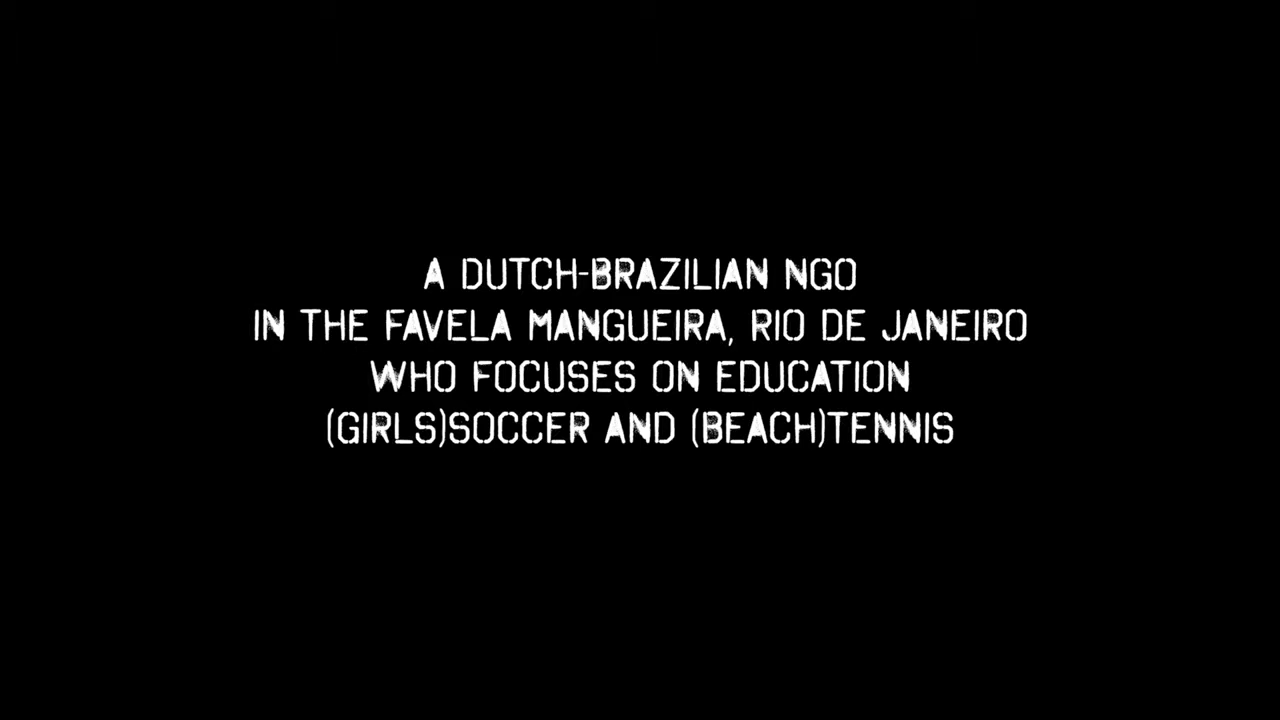 A DUTCH-BRAZILIAN NGO
IN THE FAVELA MANGUEIRA, RIO DE JANEIRO
WHO FOCUSES ON EDUCATION
(GIRLS)SOCCER AND (BEACH)TENNIS